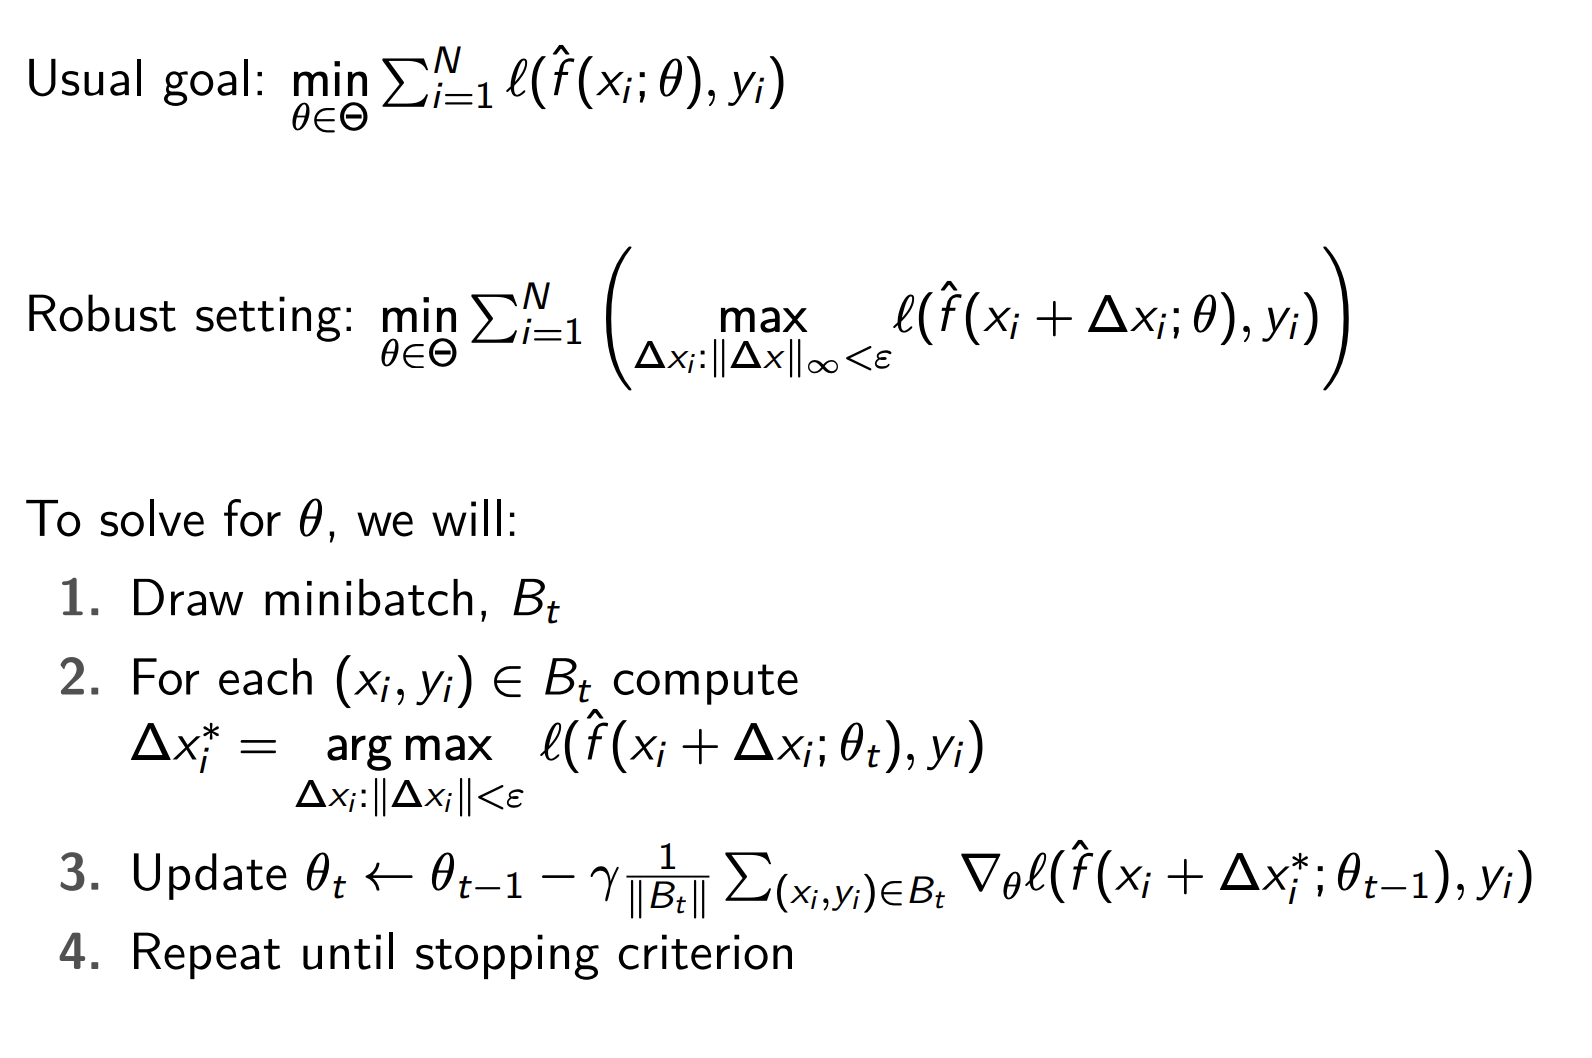 Usual goal: min_{θ∈Θ} ∑_{i=1}^{N} ℓ(f̂(x_i; θ), y_i)
Robust setting: min_{θ∈Θ} ∑_{i=1}^{N} ( max_{Δx_i:‖Δx‖_∞<ε} ℓ(f̂(x_i + Δx_i; θ), y_i) )
To solve for θ, we will:
1. Draw minibatch, B_t
2. For each (x_i, y_i) ∈ B_t compute
Δx_i^* = arg max_{Δx_i:‖Δx_i‖<ε} ℓ(f̂(x_i + Δx_i; θ_t), y_i)
3. Update θ_t ← θ_{t−1} − γ \frac{1}{‖B_t‖} ∑_{(x_i,y_i)∈B_t} ∇_θ ℓ(f̂(x_i + Δx_i^*; θ_{t−1}), y_i)
4. Repeat until stopping criterion